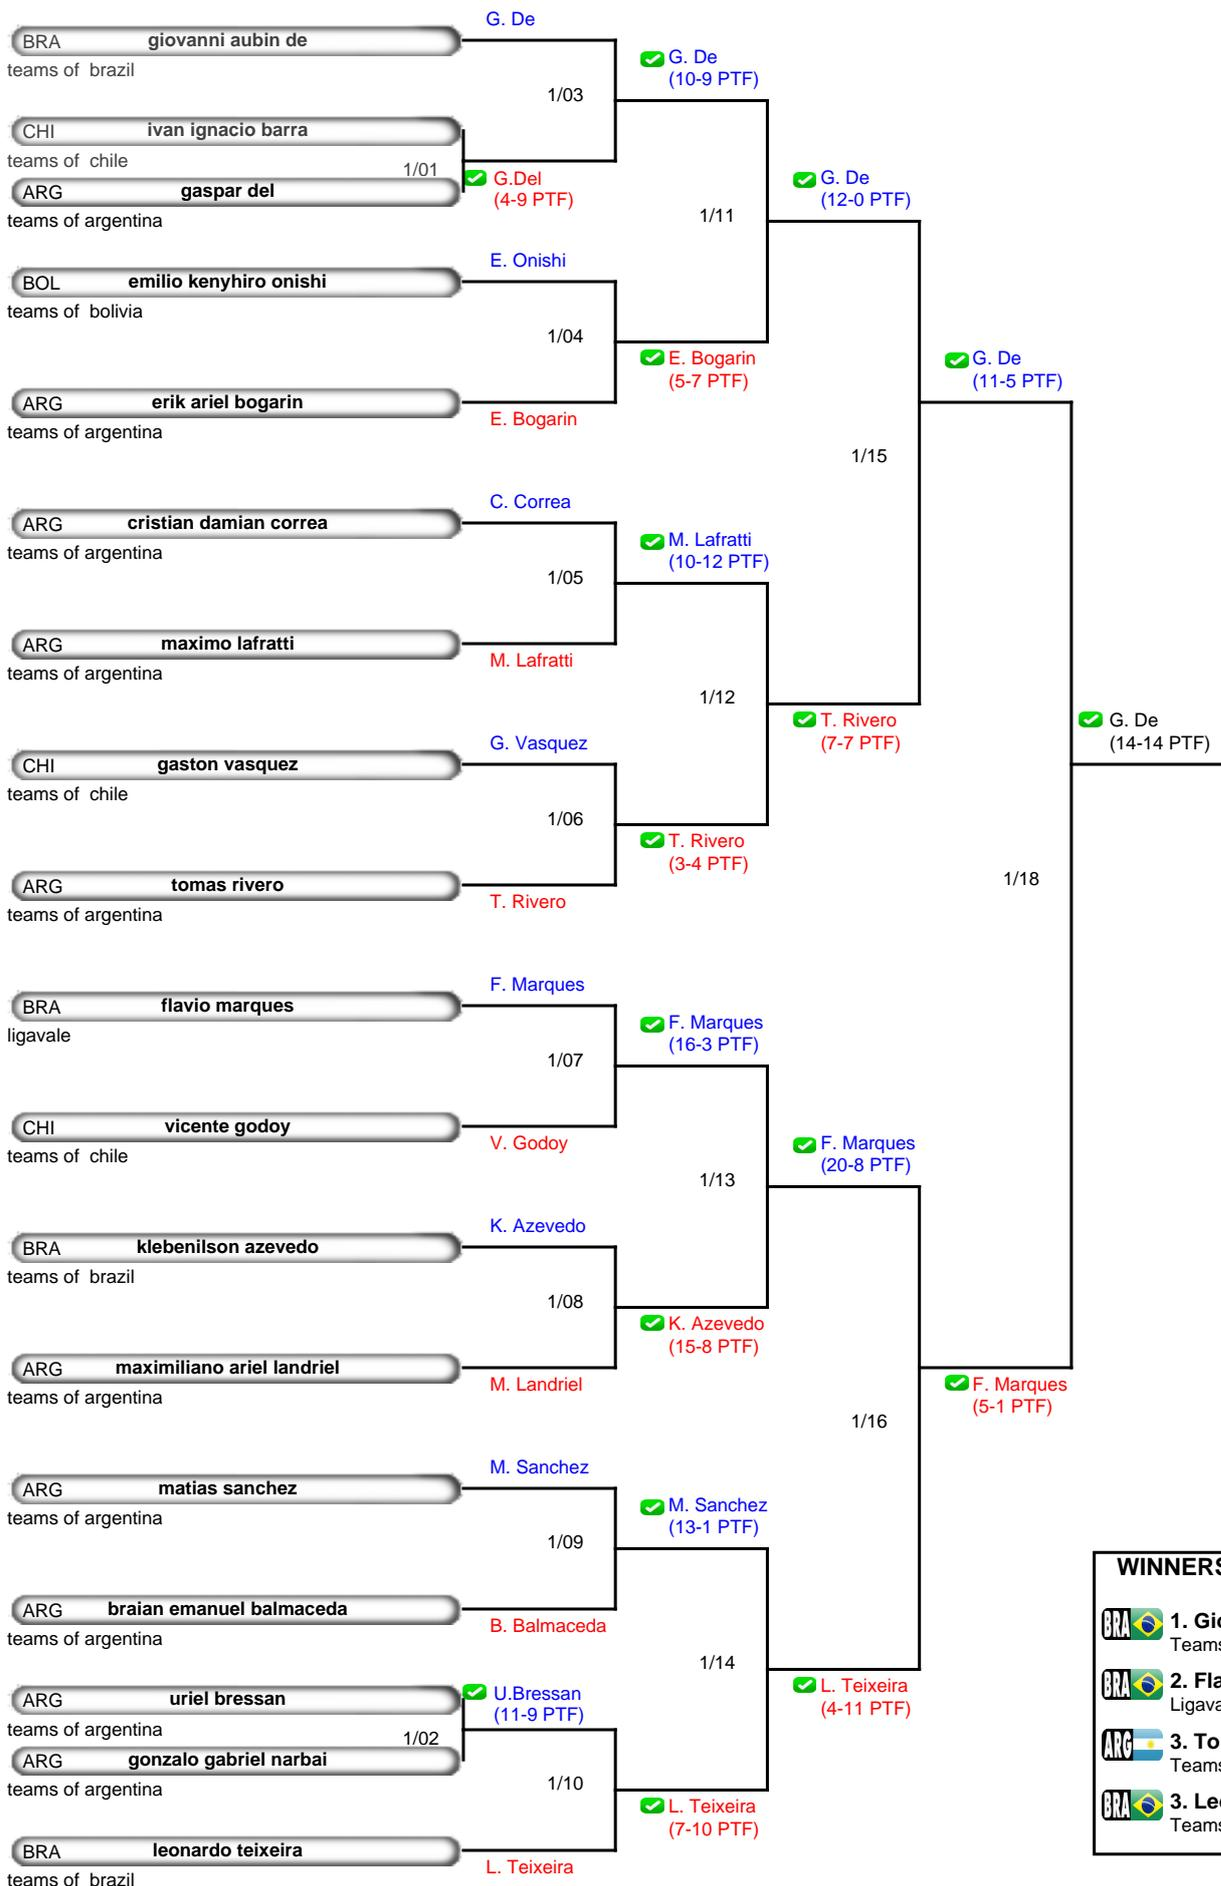 G. De
BRA giovanni aubin de
teams of brazil
G. De
(10-9 PTF)
1/03
CHI ivan ignacio barra
teams of chile
1/01
ARG gaspar del
teams of argentina
G.Del
(4-9 PTF)
G. De
(12-0 PTF)
1/11
BOL emilio kenyhiro onishi
teams of bolivia
E. Onishi
1/04
E. Bogarin
(5-7 PTF)
ARG erik ariel bogarin
teams of argentina
E. Bogarin
G. De
(11-5 PTF)
1/15
ARG cristian damian correa
teams of argentina
C. Correa
M. Lafratti
(10-12 PTF)
1/05
ARG maximo lafratti
teams of argentina
M. Lafratti
1/12
T. Rivero
(7-7 PTF)
CHI gaston vasquez
teams of chile
G. Vasquez
G. De
(14-14 PTF)
1/06
T. Rivero
(3-4 PTF)
ARG tomas rivero
teams of argentina
T. Rivero
1/18
BRA flavio marques
ligavale
F. Marques
F. Marques
(16-3 PTF)
1/07
CHI vicente godoy
teams of chile
V. Godoy
F. Marques
(20-8 PTF)
1/13
BRA klebenilson azevedo
teams of brazil
K. Azevedo
1/08
K. Azevedo
(15-8 PTF)
ARG maximiliano ariel landriel
teams of argentina
M. Landriel
F. Marques
(5-1 PTF)
1/16
ARG matias sanchez
teams of argentina
M. Sanchez
M. Sanchez
(13-1 PTF)
1/09
ARG braian emanuel balmaceda
teams of argentina
B. Balmaceda
1/14
L. Teixeira
(4-11 PTF)
ARG uriel bressan
teams of argentina
1/02
ARG gonzalo gabriel narbai
teams of argentina
U.Bressan
(11-9 PTF)
1/10
L. Teixeira
(7-10 PTF)
BRA leonardo teixeira
teams of brazil
L. Teixeira
WINNERS
BRA 1. Gio
Teams
BRA 2. Fla
Ligava
ARG 3. To
Teams
BRA 3. Leo
Teams